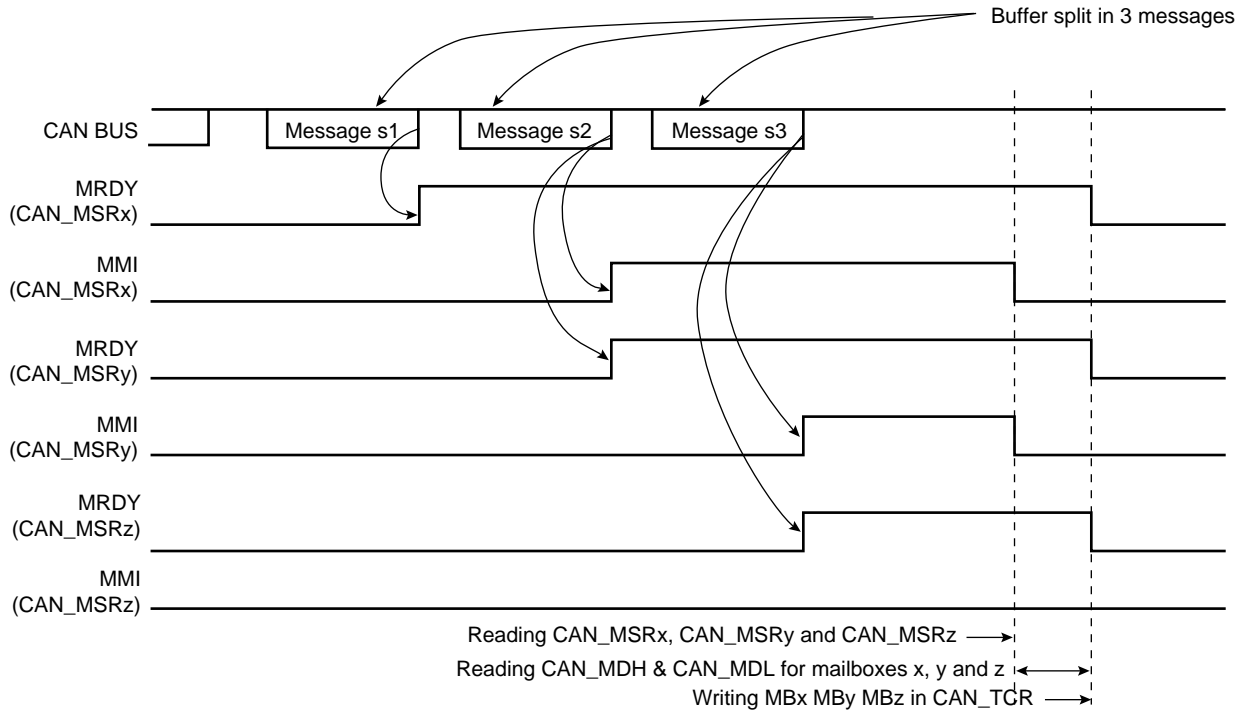 Buffer split in 3 messages
CAN BUS
Message s1
Message s2
Message s3
MRDY
(CAN_MSRx)
MMI
(CAN_MSRx)
MRDY
(CAN_MSRy)
MMI
(CAN_MSRy)
MRDY
(CAN_MSRz)
MMI
(CAN_MSRz)
Reading CAN_MSRx, CAN_MSRy and CAN_MSRz
Reading CAN_MDH & CAN_MDL for mailboxes x, y and z
Writing MBx MBy MBz in CAN_TCR